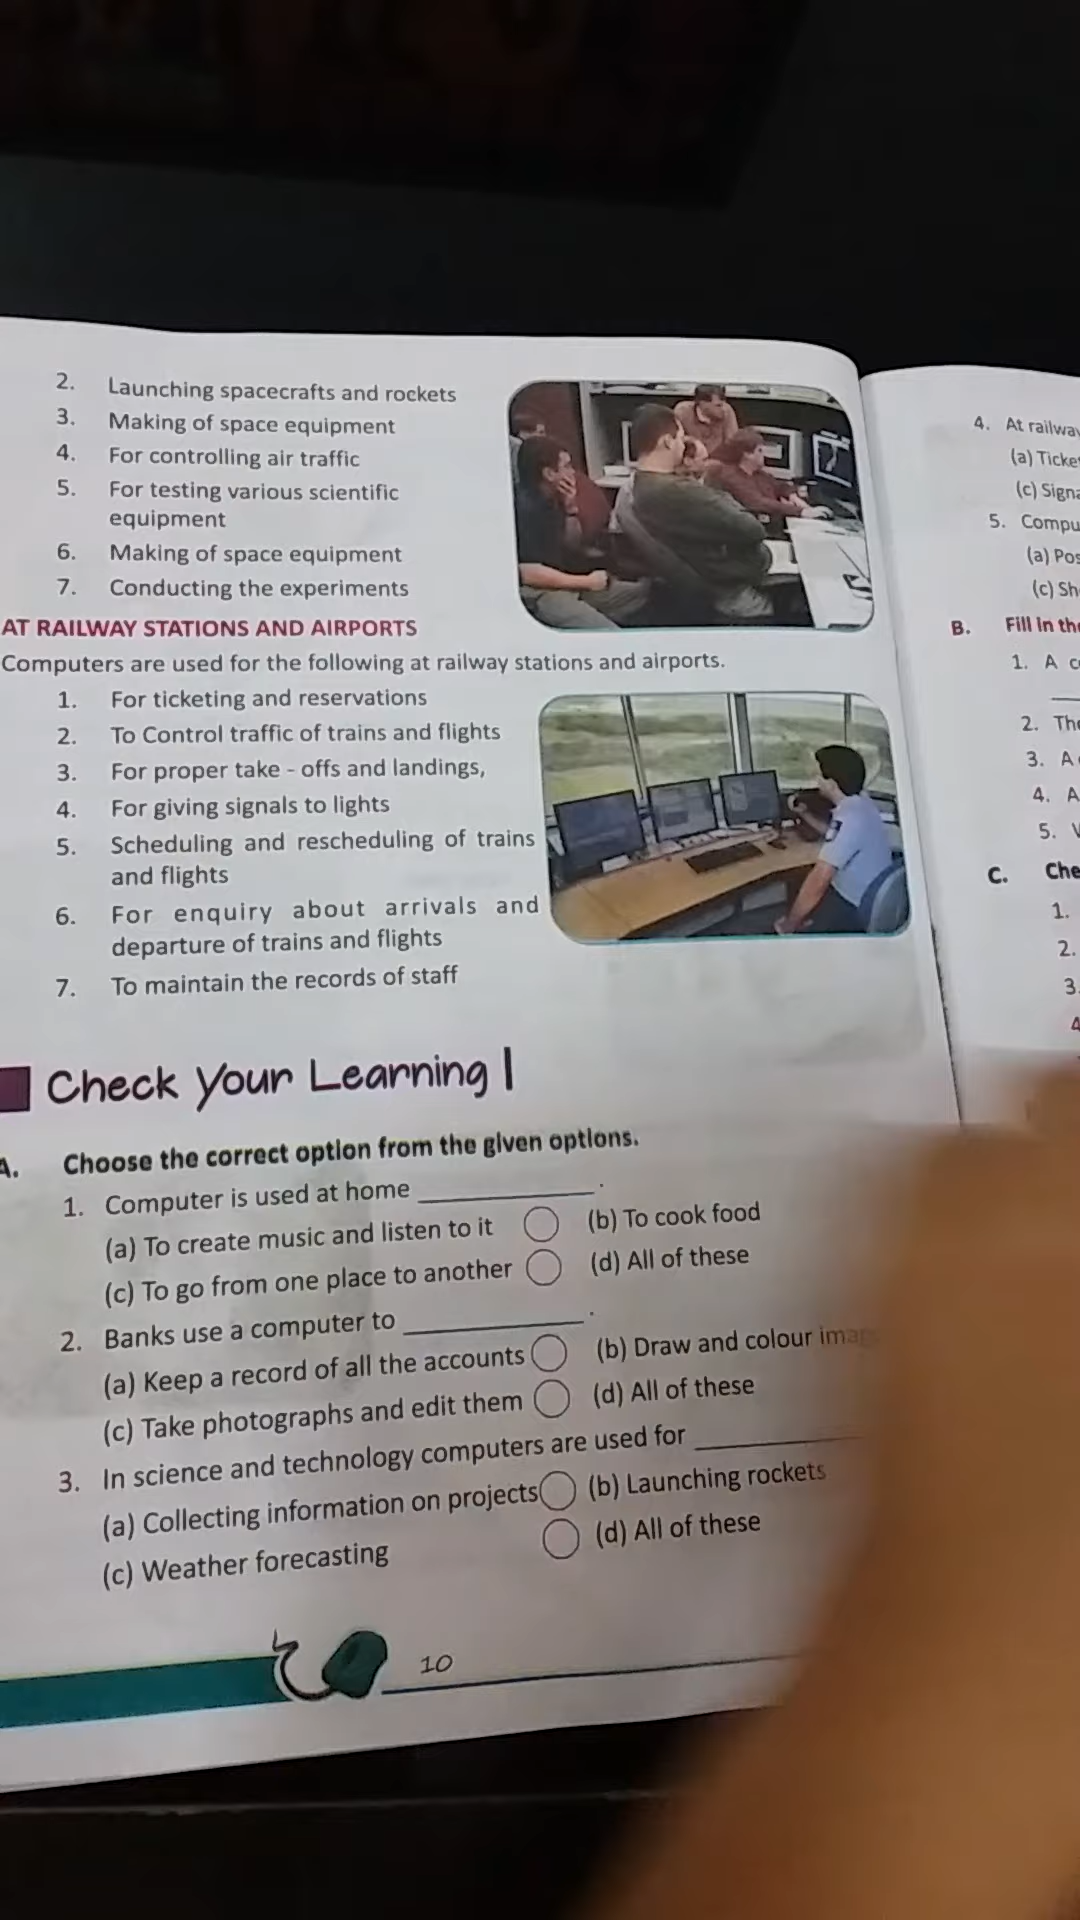 2. Launching spacecrafts and rockets
3. Making of space equipment
4. For controlling air traffic
5. For testing various scientific
equipment
6. Making of space equipment
7. Conducting the experiments
AT RAILWAY STATIONS AND AIRPORTS
Computers are used for the following at railway stations and airports.
1. For ticketing and reservations
2. To Control traffic of trains and flights
3. For proper take - offs and landings,
4. For giving signals to lights
5. Scheduling and rescheduling of trains
and flights
6. For enquiry about arrivals and
departure of trains and flights
7. To maintain the records of staff
Check Your Learning I
A. Choose the correct option from the given options.
1. Computer is used at home ____________.
(a) To create music and listen to it (b) To cook food
(c) To go from one place to another (d) All of these
2. Banks use a computer to ____________.
(a) Keep a record of all the accounts (b) Draw and colour
(c) Take photographs and edit them (d) All of these
3. In science and technology computers are used for ____________
(a) Collecting information on projects (b) Launching rockets
(c) Weather forecasting (d) All of these
10
4. At
(a)
(c)
5.
(a)
(c)
B. Fill in
1. A
2.
3. A
4. A
5.
C.
1.
2.
3.